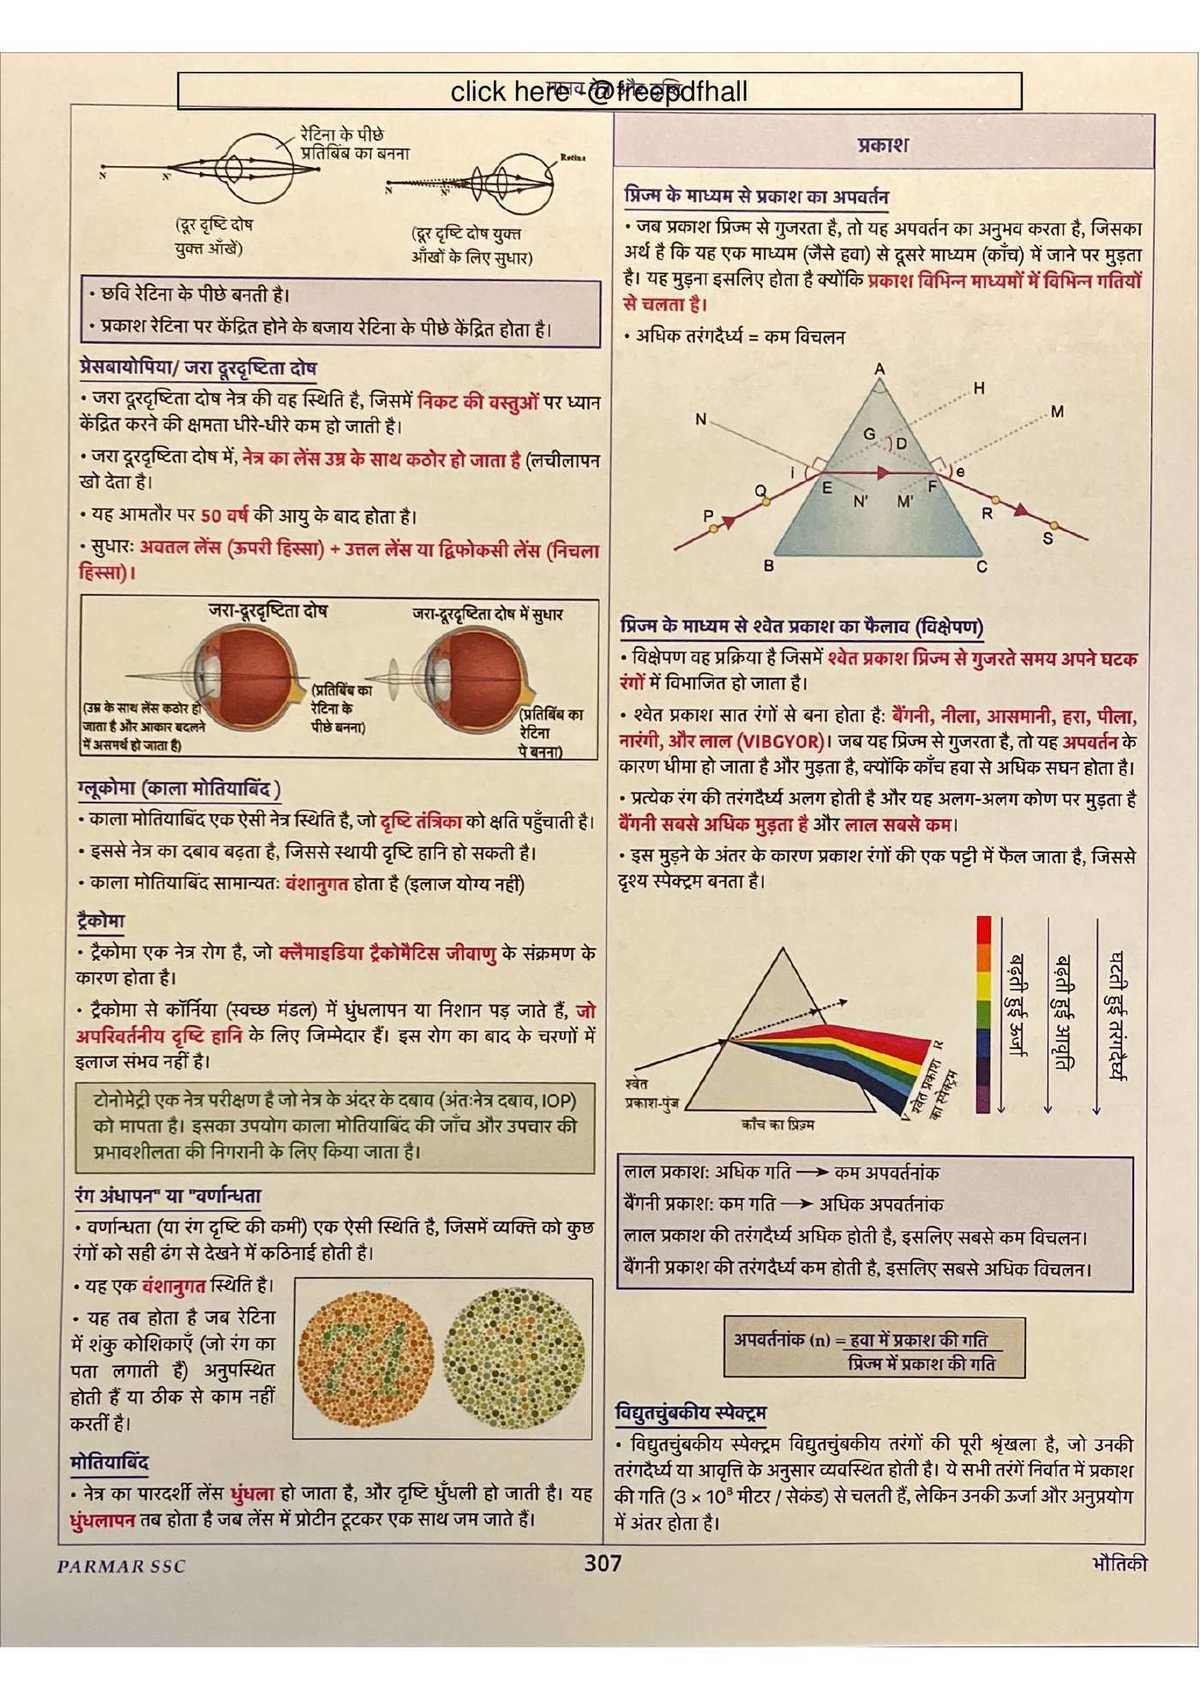 click here - @freepdfhall
रेटिना के पीछे
प्रतिबिंब का बनना
N
N'
(दूर दृष्टि दोष
युक्त आँखें)
Retina
N
N'
(दूर दृष्टि दोष युक्त
आँखों के लिए सुधार)
• छवि रेटिना के पीछे बनती है।
• प्रकाश रेटिना पर केंद्रित होने के बजाय रेटिना के पीछे केंद्रित होता है।
प्रेसबायोपिया/ जरा दूरदृष्टिता दोष
• जरा दूरदृष्टिता दोष नेत्र की वह स्थिति है, जिसमें निकट की वस्तुओं पर ध्यान
केंद्रित करने की क्षमता धीरे-धीरे कम हो जाती है।
• जरा दूरदृष्टिता दोष में, नेत्र का लेंस उम्र के साथ कठोर हो जाता है (लचीलापन
खो देता है।
• यह आमतौर पर 50 वर्ष की आयु के बाद होता है।
• सुधारः अवतल लेंस (ऊपरी हिस्सा) + उत्तल लेंस या द्विफोकसी लेंस (निचला
हिस्सा)।
जरा-दूरदृष्टिता दोष
(प्रतिबिंब का
रेटिना के
पीछे बनना)
(उम्र के साथ लेंस कठोर हो
जाता है और आकार बदलने
में असमर्थ हो जाता है)
जरा-दूरदृष्टिता दोष में सुधार
(प्रतिबिंब का
रेटिना
पे बनना)
ग्लूकोमा (काला मोतियाबिंद )
• काला मोतियाबिंद एक ऐसी नेत्र स्थिति है, जो दृष्टि तंत्रिका को क्षति पहुँचाती है।
• इससे नेत्र का दबाव बढ़ता है, जिससे स्थायी दृष्टि हानि हो सकती है।
• काला मोतियाबिंद सामान्यतः वंशानुगत होता है (इलाज योग्य नहीं)
ट्रैकोमा
• ट्रैकोमा एक नेत्र रोग है, जो क्लैमाइडिया ट्रैकोमैटिस जीवाणु के संक्रमण के
कारण होता है।
• ट्रैकोमा से कॉर्निया (स्वच्छ मंडल) में धुंधलापन या निशान पड़ जाते हैं, जो
अपरिवर्तनीय दृष्टि हानि के लिए जिम्मेदार हैं। इस रोग का बाद के चरणों में
इलाज संभव नहीं है।
टोनोमेट्री एक नेत्र परीक्षण है जो नेत्र के अंदर के दबाव (अंतःनेत्र दबाव, IOP)
को मापता है। इसका उपयोग काला मोतियाबिंद की जाँच और उपचार की
प्रभावशीलता की निगरानी के लिए किया जाता है।
रंग अंधापन" या "वर्णान्धता
• वर्णान्धता (या रंग दृष्टि की कमी) एक ऐसी स्थिति है, जिसमें व्यक्ति को कुछ
रंगों को सही ढंग से देखने में कठिनाई होती है।
• यह एक वंशानुगत स्थिति है।
• यह तब होता है जब रेटिना
में शंकु कोशिकाएँ (जो रंग का
पता लगाती हैं) अनुपस्थित
होती हैं या ठीक से काम नहीं
करतीं है।
74
मोतियाबिंद
• नेत्र का पारदर्शी लेंस धुंधला हो जाता है, और दृष्टि धुँधली हो जाती है। यह
धुंधलापन तब होता है जब लेंस में प्रोटीन टूटकर एक साथ जम जाते हैं।
प्रकाश
प्रिज्म के माध्यम से प्रकाश का अपवर्तन
• जब प्रकाश प्रिज्म से गुजरता है, तो यह अपवर्तन का अनुभव करता है, जिसका
अर्थ है कि यह एक माध्यम (जैसे हवा) से दूसरे माध्यम (काँच) में जाने पर मुड़ता
है। यह मुड़ना इसलिए होता है क्योंकि प्रकाश विभिन्न माध्यमों में विभिन्न गतियों
से चलता है।
• अधिक तरंगदैर्ध्य = कम विचलन
A
H
M
N
G
D
i
e
E
F
N'
M'
Q
P
R
S
B
C
प्रिज्म के माध्यम से श्वेत प्रकाश का फैलाव (विक्षेपण)
• विक्षेपण वह प्रक्रिया है जिसमें श्वेत प्रकाश प्रिज्म से गुजरते समय अपने घटक
रंगों में विभाजित हो जाता है।
• श्वेत प्रकाश सात रंगों से बना होता है: बैंगनी, नीला, आसमानी, हरा, पीला,
नारंगी, और लाल (VIBGYOR)। जब यह प्रिज्म से गुजरता है, तो यह अपवर्तन के
कारण धीमा हो जाता है और मुड़ता है, क्योंकि काँच हवा से अधिक सघन होता है।
• प्रत्येक रंग की तरंगदैर्ध्य अलग होती है और यह अलग-अलग कोण पर मुड़ता है
बैंगनी सबसे अधिक मुड़ता है और लाल सबसे कम।
• इस मुड़ने के अंतर के कारण प्रकाश रंगों की एक पट्टी में फैल जाता है, जिससे
दृश्य स्पेक्ट्रम बनता है।
श्वेत
प्रकाश-पुंज
काँच का प्रिज़्म
R
V
श्वेत प्रकाश
का स्पेक्ट्रम
बढ़ती हुई ऊर्जा
बढ़ती हुई आवृति
घटती हुई तरंगदैर्ध्य
लाल प्रकाश: अधिक गति → कम अपवर्तनांक
बैंगनी प्रकाश: कम गति → अधिक अपवर्तनांक
लाल प्रकाश की तरंगदैर्ध्य अधिक होती है, इसलिए सबसे कम विचलन।
बैंगनी प्रकाश की तरंगदैर्ध्य कम होती है, इसलिए सबसे अधिक विचलन।
अपवर्तनांक (n) = हवा में प्रकाश की गति
प्रिज्म में प्रकाश की गति
विद्युतचुंबकीय स्पेक्ट्रम
• विद्युतचुंबकीय स्पेक्ट्रम विद्युतचुंबकीय तरंगों की पूरी श्रृंखला है, जो उनकी
तरंगदैर्ध्य या आवृत्ति के अनुसार व्यवस्थित होती है। ये सभी तरंगें निर्वात में प्रकाश
की गति (3 × 10⁸ मीटर / सेकंड) से चलती हैं, लेकिन उनकी ऊर्जा और अनुप्रयोग
में अंतर होता है।
PARMAR SSC
307
भौतिकी